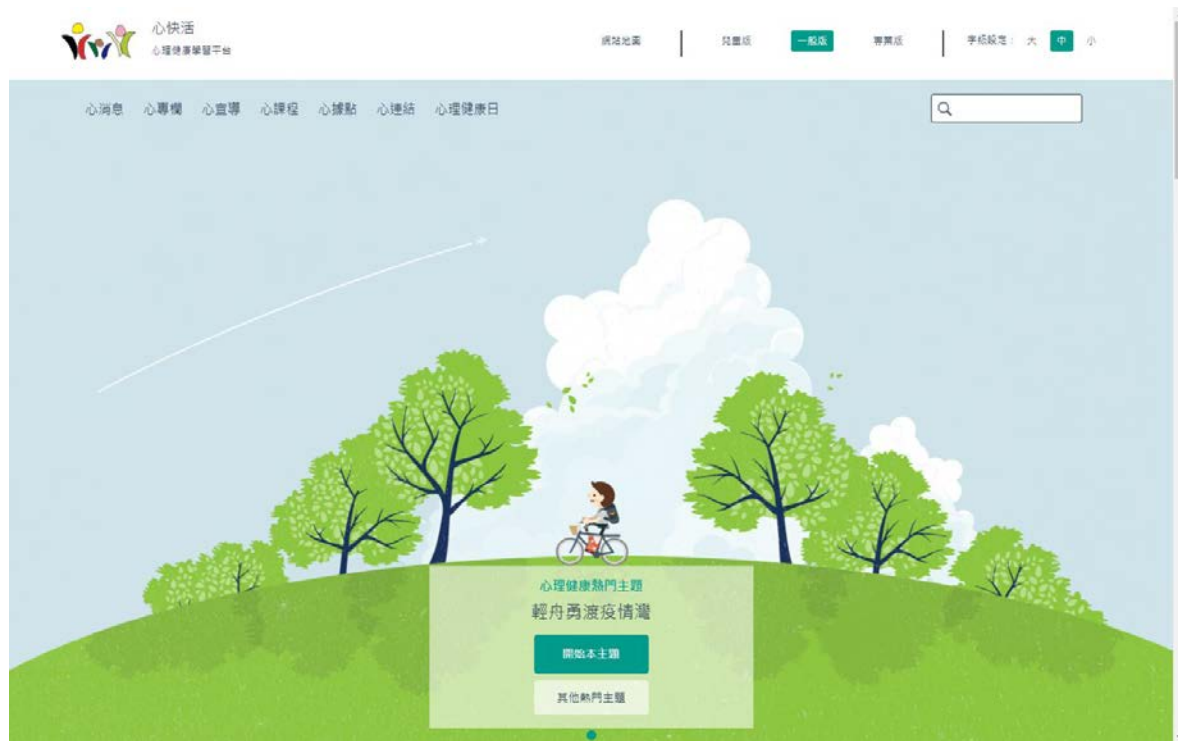 心快活
心理健康學習平台
網站地圖 兒童版 一般版 專業版 字級設定: 大 中 小
心消息 心專欄 心宣導 心課程 心據點 心連結 心理健康日
心理健康熱門主題
輕舟勇渡疫情灣
開始本主題
其他熱門主題